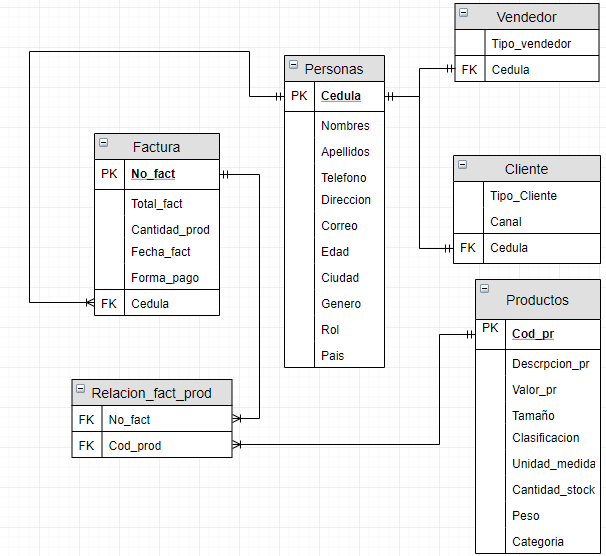 Vendedor
Tipo_vendedor
FK Cedula
Personas
PK Cedula
Nombres
Apellidos
Telefono
Direccion
Correo
Edad
Ciudad
Genero
Rol
Pais
Factura
PK No_fact
Total_fact
Cantidad_prod
Fecha_fact
Forma_pago
FK Cedula
Cliente
Tipo_Cliente
Canal
FK Cedula
Productos
PK Cod_pr
Descrpcion_pr
Valor_pr
Tamaño
Clasificacion
Unidad_medida
Cantidad_stock
Peso
Categoria
Relacion_fact_prod
FK No_fact
FK Cod_prod